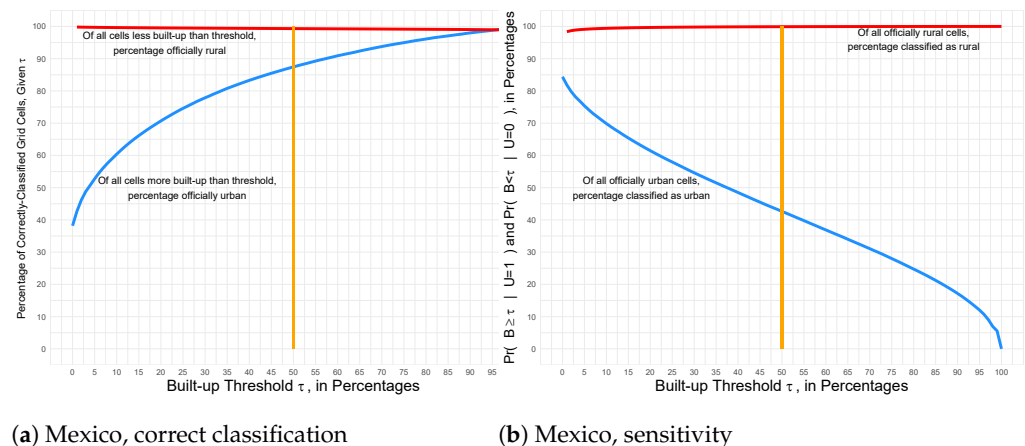 Percentage of Correctly-Classified Grid Cells, Given τ
100
90
80
70
60
50
40
30
20
10
0
Of all cells less built-up than threshold,
percentage officially rural
Of all cells more built-up than threshold,
percentage officially urban
0 5 10 15 20 25 30 35 40 45 50 55 60 65 70 75 80 85 90 95
Built-up Threshold τ, in Percentages
Pr( B ≥ τ | U=1 ) and Pr( B<τ | U=0 ), in Percentages
100
90
80
70
60
50
40
30
20
10
0
Of all officially rural cells,
percentage classified as rural
Of all officially urban cells,
percentage classified as urban
0 5 10 15 20 25 30 35 40 45 50 55 60 65 70 75 80 85 90 95 100
Built-up Threshold τ, in Percentages
(a) Mexico, correct classification
(b) Mexico, sensitivity